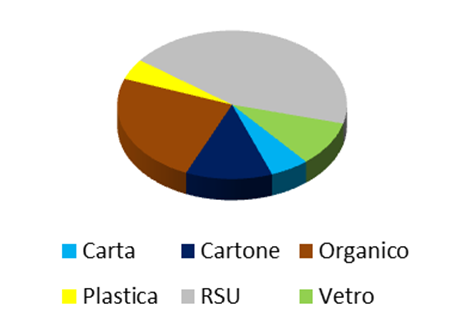 Carta Cartone Organico
Plastica RSU Vetro